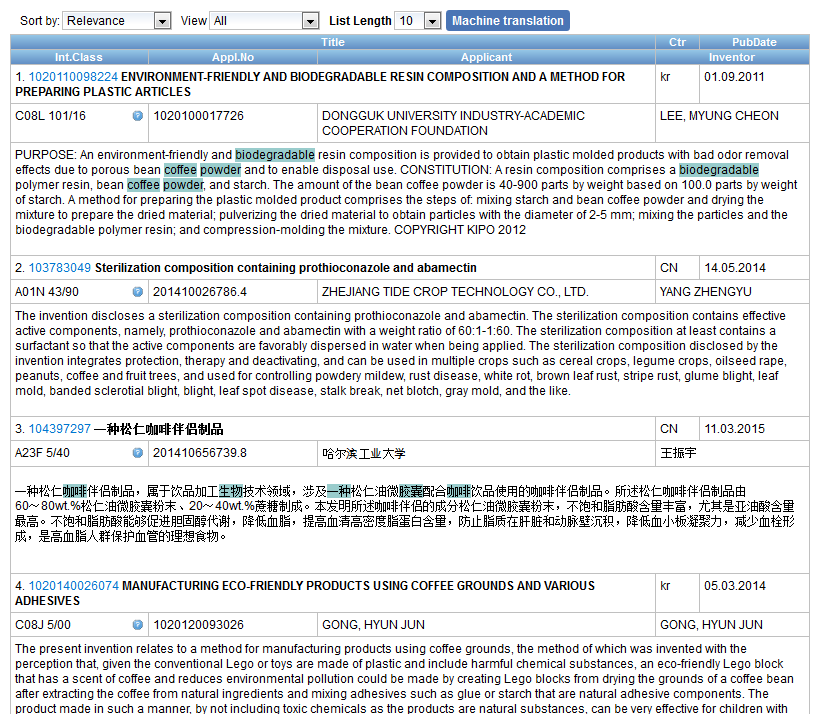 Sort by: Relevance View All List Length 10 Machine translation
Title Ctr PubDate
Int.Class Appl.No Applicant Inventor
1. 1020110098224 ENVIRONMENT-FRIENDLY AND BIODEGRADABLE RESIN COMPOSITION AND A METHOD FOR kr 01.09.2011
PREPARING PLASTIC ARTICLES
C08L 101/16 1020100017726 DONGGUK UNIVERSITY INDUSTRY-ACADEMIC LEE, MYUNG CHEON
COOPERATION FOUNDATION
PURPOSE: An environment-friendly and biodegradable resin composition is provided to obtain plastic molded products with bad odor removal
effects due to porous bean coffee powder and to enable disposal use. CONSTITUTION: A resin composition comprises a biodegradable
polymer resin, bean coffee powder, and starch. The amount of the bean coffee powder is 40-900 parts by weight based on 100.0 parts by weight
of starch. A method for preparing the plastic molded product comprises the steps of: mixing starch and bean coffee powder and drying the
mixture to prepare the dried material; pulverizing the dried material to obtain particles with the diameter of 2-5 mm; mixing the particles and the
biodegradable polymer resin; and compression-molding the mixture. COPYRIGHT KIPO 2012
2. 103783049 Sterilization composition containing prothioconazole and abamectin CN 14.05.2014
A01N 43/90 201410026786.4 ZHEJIANG TIDE CROP TECHNOLOGY CO., LTD. YANG ZHENGYU
The invention discloses a sterilization composition containing prothioconazole and abamectin. The sterilization composition contains effective
active components, namely, prothioconazole and abamectin with a weight ratio of 60:1-1:60. The sterilization composition at least contains a
surfactant so that the active components are favorably dispersed in water when being applied. The sterilization composition disclosed by the
invention integrates protection, therapy and deactivating, and can be used in multiple crops such as cereal crops, legume crops, oilseed rape,
peanuts, coffee and fruit trees, and used for controlling powdery mildew, rust disease, white rot, brown leaf rust, stripe rust, glume blight, leaf
mold, banded sclerotial blight, blight, leaf spot disease, stalk break, net blotch, gray mold, and the like.
3. 104397297 一种松仁咖啡伴侣制品 CN 11.03.2015
A23F 5/40 201410656739.8 哈尔滨工业大学 王振宇
一种松仁咖啡伴侣制品，属于饮品加工生物技术领域，涉及一种松仁油微胶囊配合咖啡饮品使用的咖啡伴侣制品。所述松仁咖啡伴侣制品由
60～80wt.%松仁油微胶囊粉末、20～40wt.%蔗糖制成。本发明所述咖啡伴侣的成分松仁油微胶囊粉末，不饱和脂肪酸含量丰富，尤其是亚油酸含量
最高。不饱和脂肪酸能够促进胆固醇代谢，降低血脂，提高血清高密度脂蛋白含量，防止脂质在肝脏和动脉壁沉积，降低血小板凝聚力，减少血栓形
成，是高血脂人群保护血管的理想食物。
4. 1020140026074 MANUFACTURING ECO-FRIENDLY PRODUCTS USING COFFEE GROUNDS AND VARIOUS kr 05.03.2014
ADHESIVES
C08J 5/00 1020120093026 GONG, HYUN JUN GONG, HYUN JUN
The present invention relates to a method for manufacturing products using coffee grounds, the method of which was invented with the
perception that, given the conventional Lego or toys are made of plastic and include harmful chemical substances, an eco-friendly Lego block
that has a scent of coffee and reduces environmental pollution could be made by creating Lego blocks from drying the grounds of a coffee bean
after extracting the coffee from natural ingredients and mixing adhesives such as glue or starch that are natural adhesive components. The
product made in such a manner, by not including toxic chemicals as the products are natural substances, can be very effective for children with